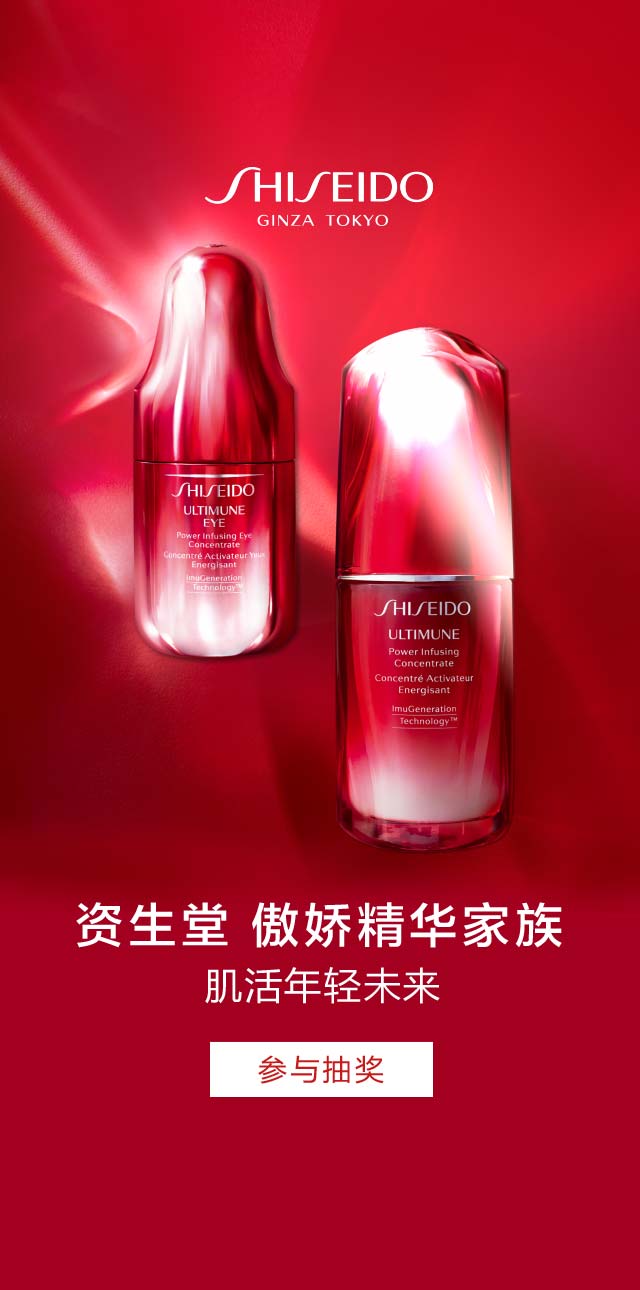 SHISEIDO
GINZA TOKYO
SHISEIDO
ULTIMUNE
EYE
Power Infusing Eye
Concentrate
Concentré Activateur Yeux
Energisant
ImuGeneration
Technology™
SHISEIDO
ULTIMUNE
Power Infusing
Concentrate
Concentré Activateur
Energisant
ImuGeneration
Technology™
资生堂 傲娇精华家族
肌活年轻未来
参与抽奖